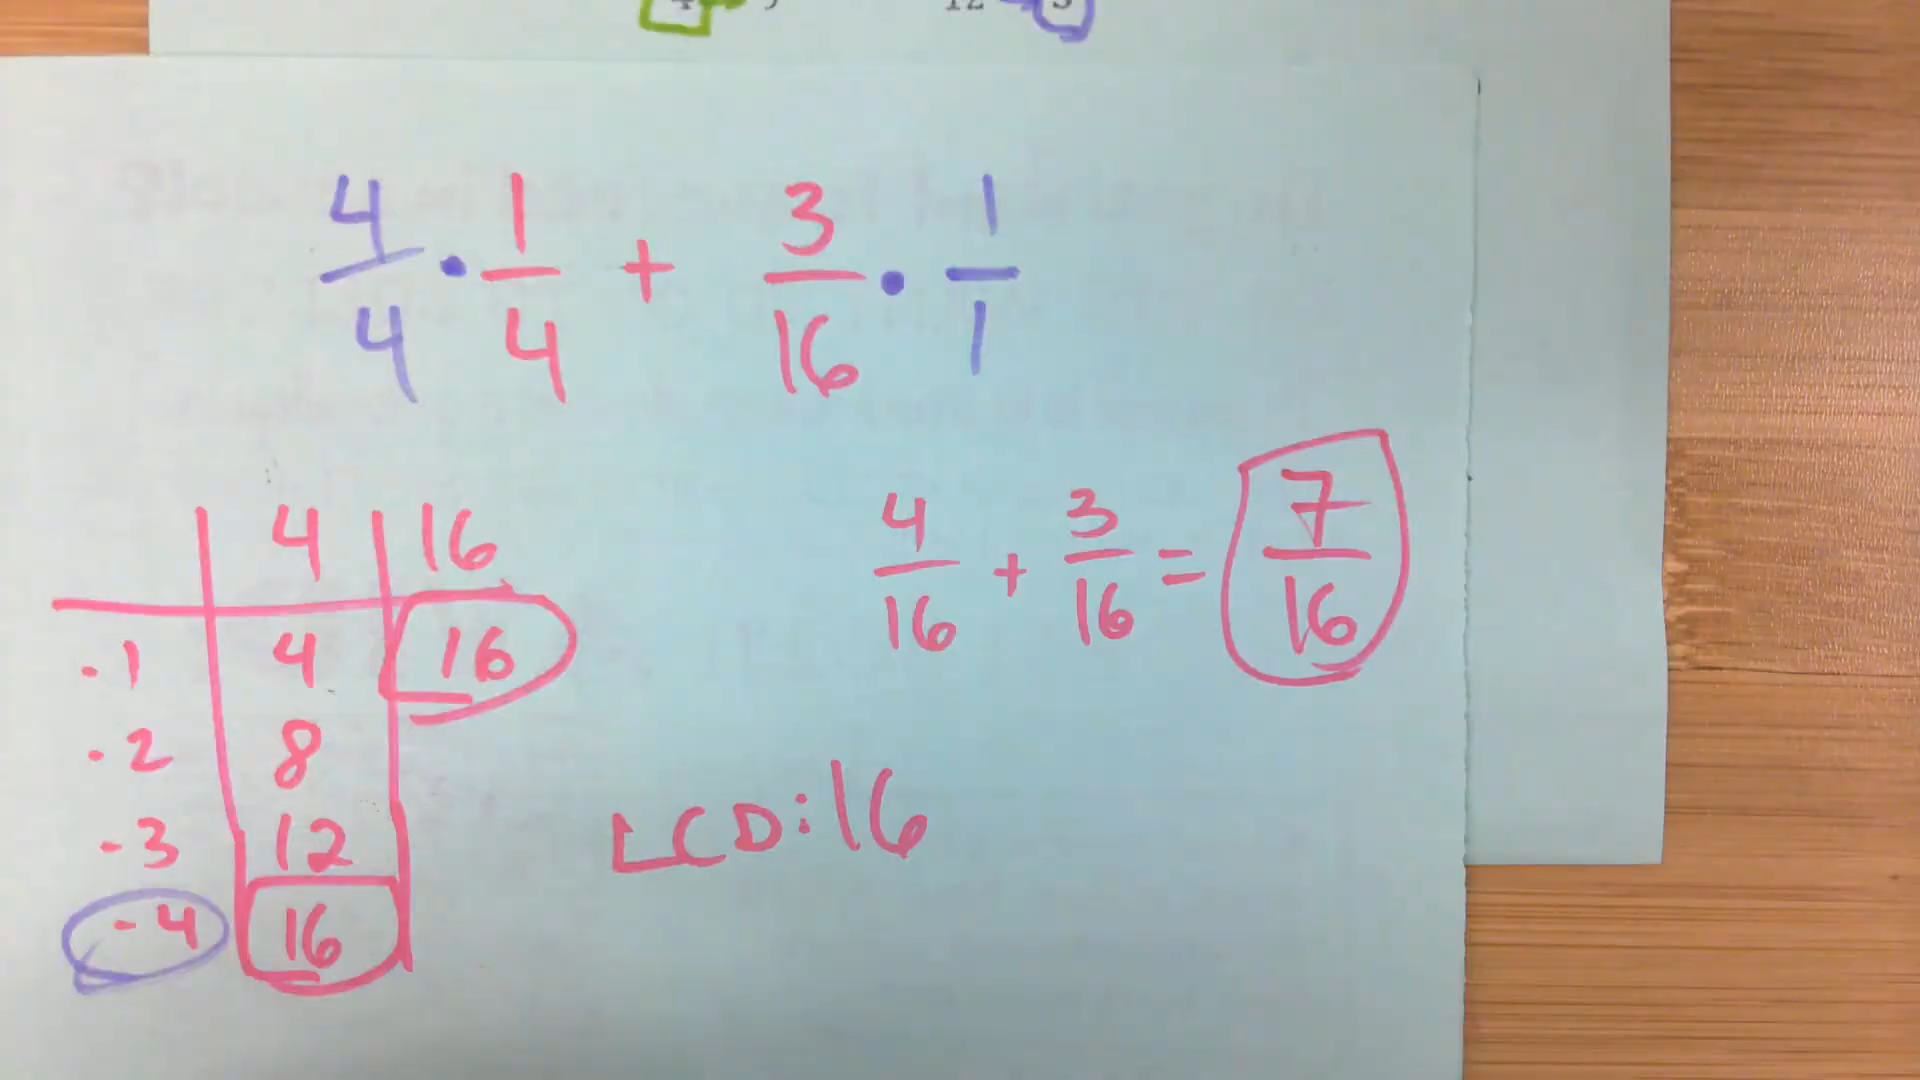 4/4 · 1/4 + 3/16 · 1/1
4/16 + 3/16 = 7/16
4 | 16
·1 4 16
·2 8
·3 12
·4 16
LCD: 16